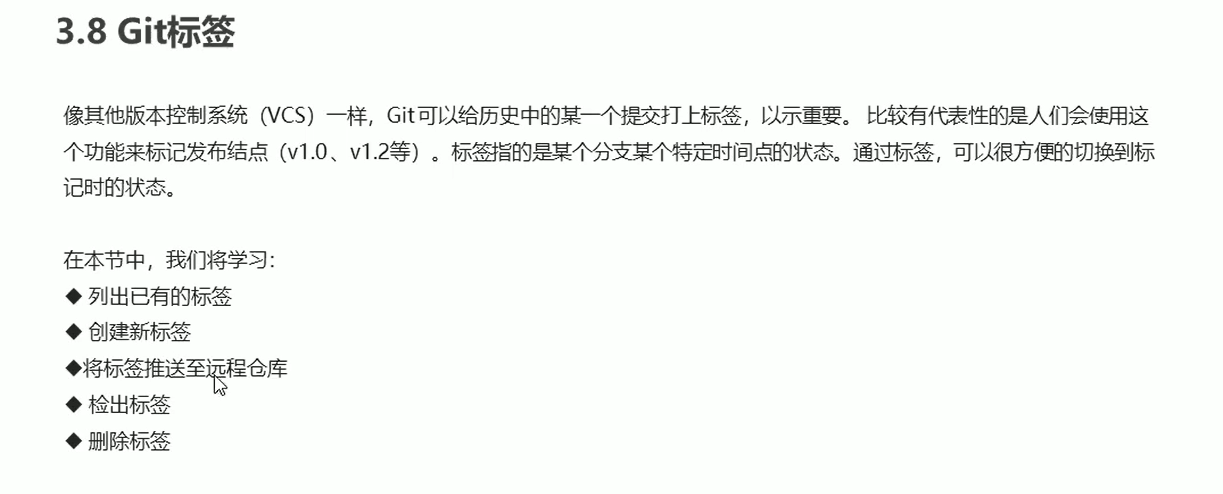 3.8 Git标签
像其他版本控制系统（VCS）一样，Git可以给历史中的某一个提交打上标签，以示重要。 比较有代表性的是人们会使用这
个功能来标记发布结点（v1.0 、v1.2等）。标签指的是某个分支某个特定时间点的状态。通过标签，可以很方便的切换到标
记时的状态。
在本节中，我们将学习：
◆ 列出已有的标签
◆ 创建新标签
◆将标签推送至远程仓库
◆ 检出标签
◆ 删除标签